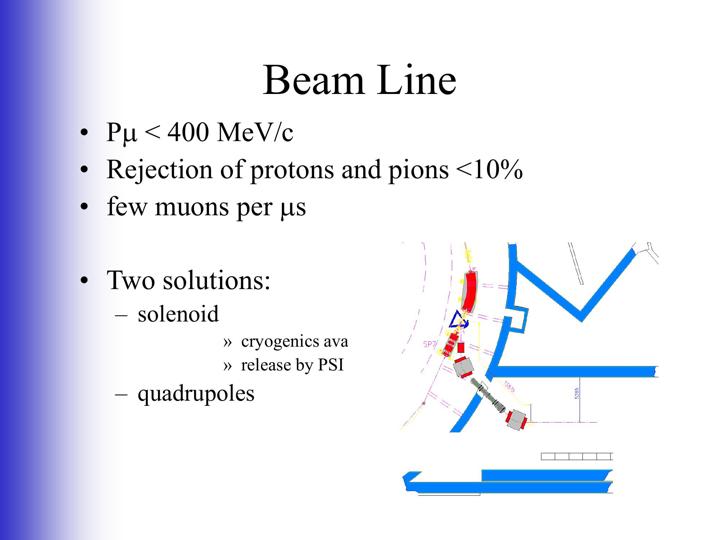 Beam Line
• Pμ < 400 MeV/c
• Rejection of protons and pions <10%
• few muons per μs
• Two solutions:
– solenoid
» cryogenics ava
» release by PSI
– quadrupoles
SP7